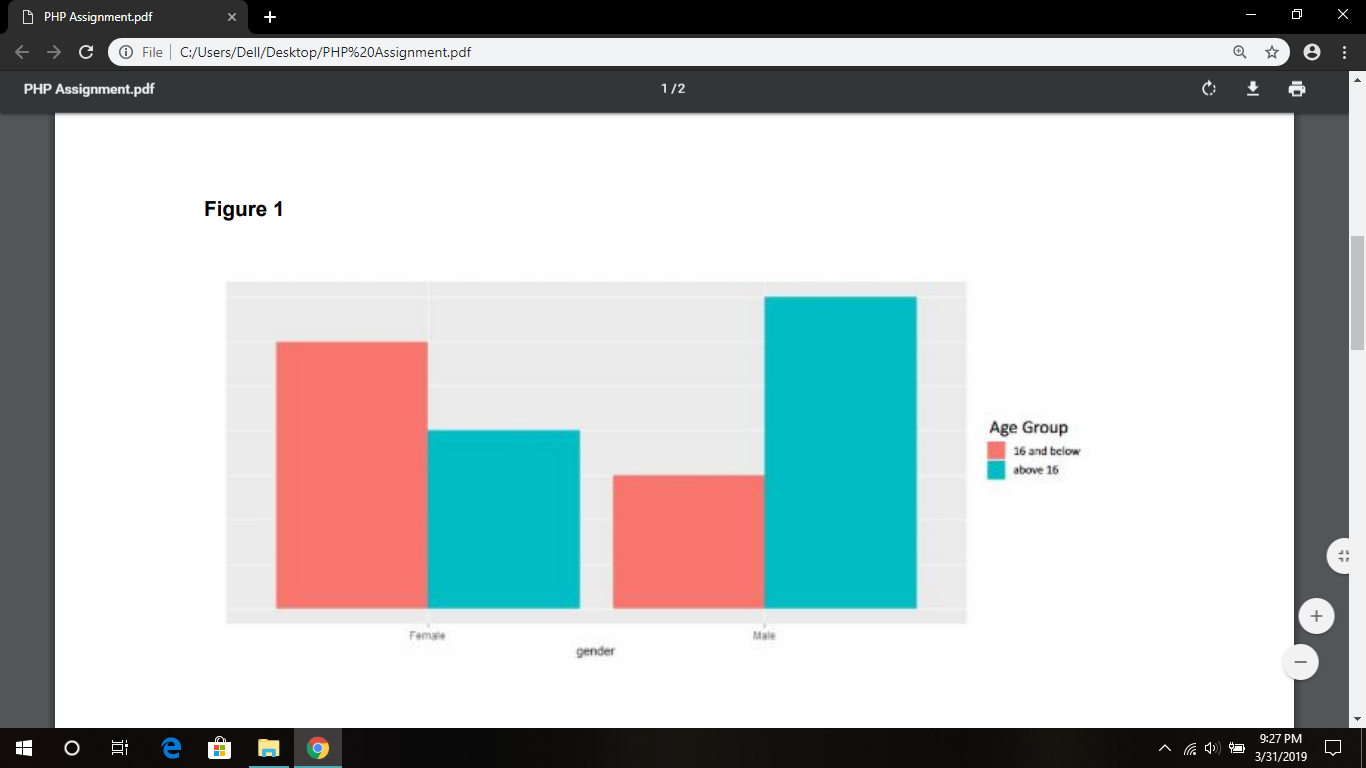 PHP Assignment.pdf
File
C:/Users/Dell/Desktop/PHP%20Assignment.pdf
PHP Assignment.pdf
1 / 2
Figure 1
Age Group
16 and below
above 16
Female
Male
gender
9:27 PM
3/31/2019